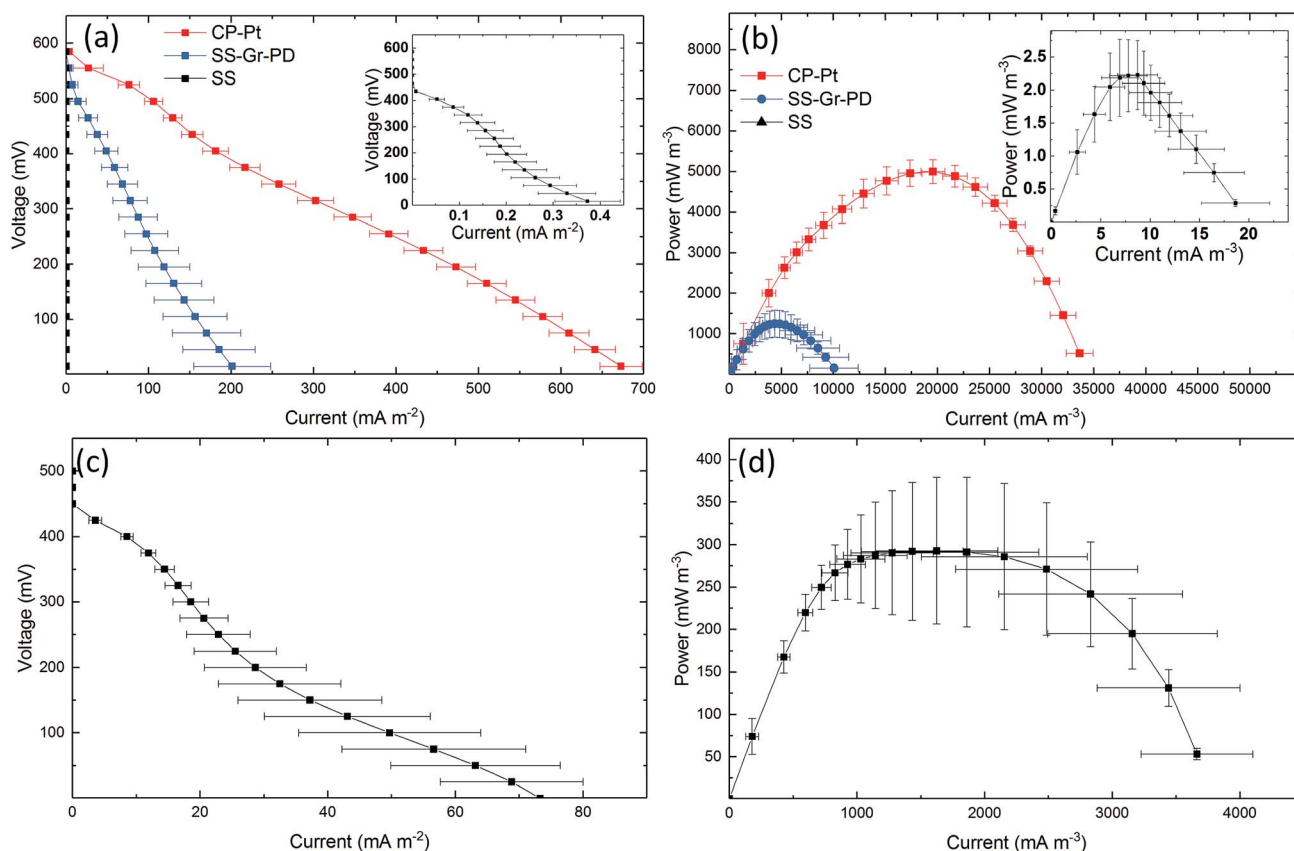 (a)
CP-Pt
SS-Gr-PD
SS
600
500
400
300
200
100
0 100 200 300 400 500 600 700
Voltage (mV)
Current (mA m-2)
600
500
400
300
200
100
0
0.1 0.2 0.3 0.4
Voltage (mV)
Current (mA m-2)
(b)
CP-Pt
SS-Gr-PD
SS
8000
7000
6000
5000
4000
3000
2000
1000
0 5000 10000 15000 20000 25000 30000 35000 40000 45000 50000
Power (mW m-3)
Current (mA m-3)
2.5
2.0
1.5
1.0
0.5
0 5 10 15 20
Power (mW m-3)
Current (mA m-3)
(c)
500
400
300
200
100
0 20 40 60 80
Voltage (mV)
Current (mA m-2)
(d)
400
350
300
250
200
150
100
50
0 1000 2000 3000 4000
Power (mW m-3)
Current (mA m-3)